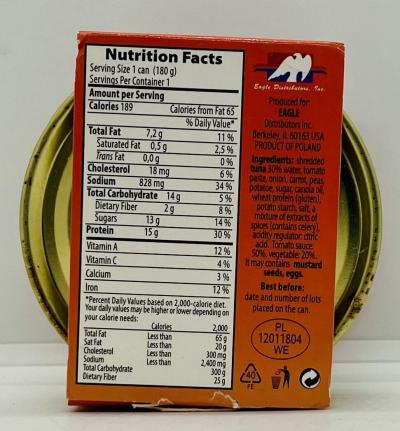 Nutrition Facts
Serving Size 1 can (180 g)
Servings Per Container 1
Amount per Serving
Calories 189 Calories from Fat 65
% Daily Value*
Total Fat 7,2 g 11 %
Saturated Fat 0,5 g 2,5 %
Trans Fat 0,0 g 0 %
Cholesterol 18 mg 6 %
Sodium 828 mg 34 %
Total Carbohydrate 14 g 5 %
Dietary Fiber 2 g 8 %
Sugars 13 g 14 %
Protein 15 g 30 %
Vitamin A 12 %
Vitamin C 4 %
Calcium 3 %
Iron 12 %
*Percent Daily Values based on 2,000-calorie diet.
Your daily values may be higher or lower depending on
your calorie needs:
Calories 2,000
Total Fat Less than 65 g
Sat Fat Less than 20 g
Cholesterol Less than 300 mg
Sodium Less than 2,400 mg
Total Carbohydrate 300 g
Dietary Fiber 25 g
Eagle Distributors, Inc.
Produced for:
EAGLE
Distributors Inc.
Berkeley, IL 60163 USA
PRODUCT OF POLAND
Ingredients: shredded
tuna 30% water, tomato
paste, onion, carrot, peas,
potatoe, sugar, canola oil,
wheat protein (gluten),
potato starch, salt, a
mixture of extracts of
spices (contains celery),
acidity regulator: citric
acid. Tomato sauce:
50%, vegetable: 20%.
It may contains mustard
seeds, eggs.
Best before:
date and number of lots
placed on the can.
PL
12011804
WE
40
FE